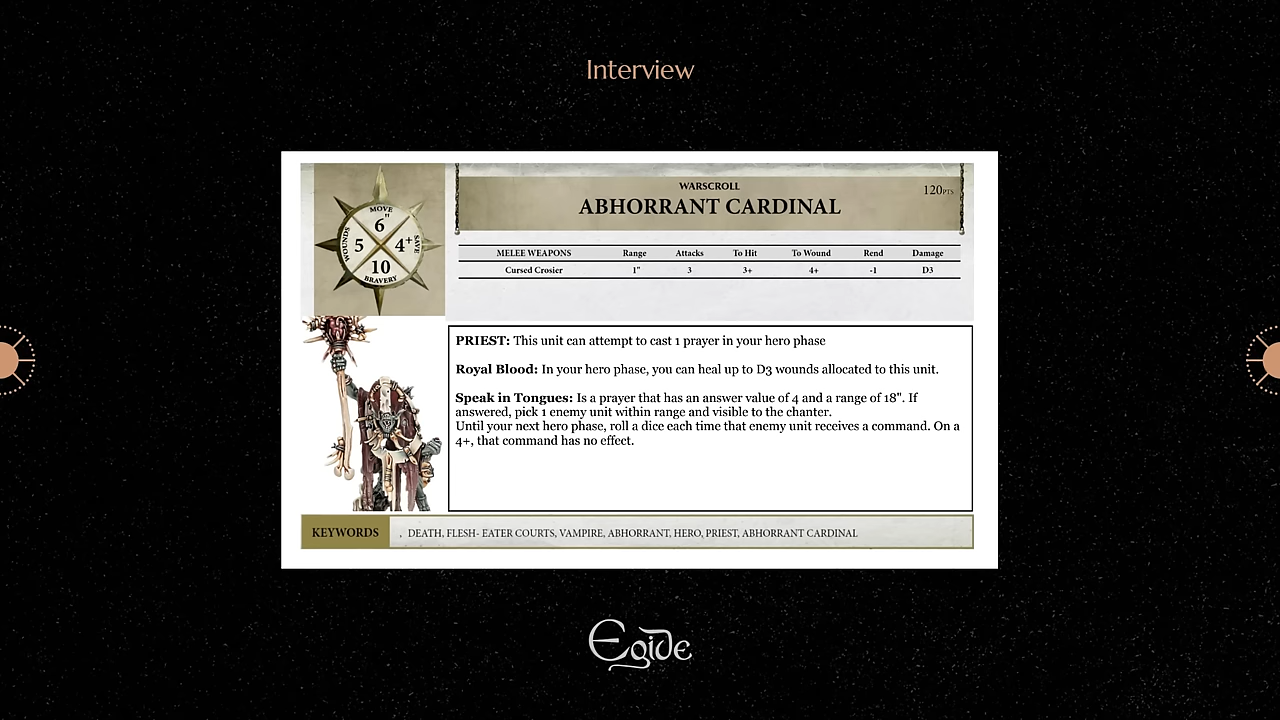 Interview
MOVE
6"
WOUNDS
5
4+
SAVE
10
BRAVERY
WARSCROLL
ABHORRANT CARDINAL
120PTS
MELEE WEAPONS Range Attacks To Hit To Wound Rend Damage
Cursed Crosier 1" 3 3+ 4+ -1 D3
PRIEST: This unit can attempt to cast 1 prayer in your hero phase
Royal Blood: In your hero phase, you can heal up to D3 wounds allocated to this unit.
Speak in Tongues: Is a prayer that has an answer value of 4 and a range of 18". If
answered, pick 1 enemy unit within range and visible to the chanter.
Until your next hero phase, roll a dice each time that enemy unit receives a command. On a
4+, that command has no effect.
KEYWORDS , DEATH, FLESH- EATER COURTS, VAMPIRE, ABHORRANT, HERO, PRIEST, ABHORRANT CARDINAL
Egide